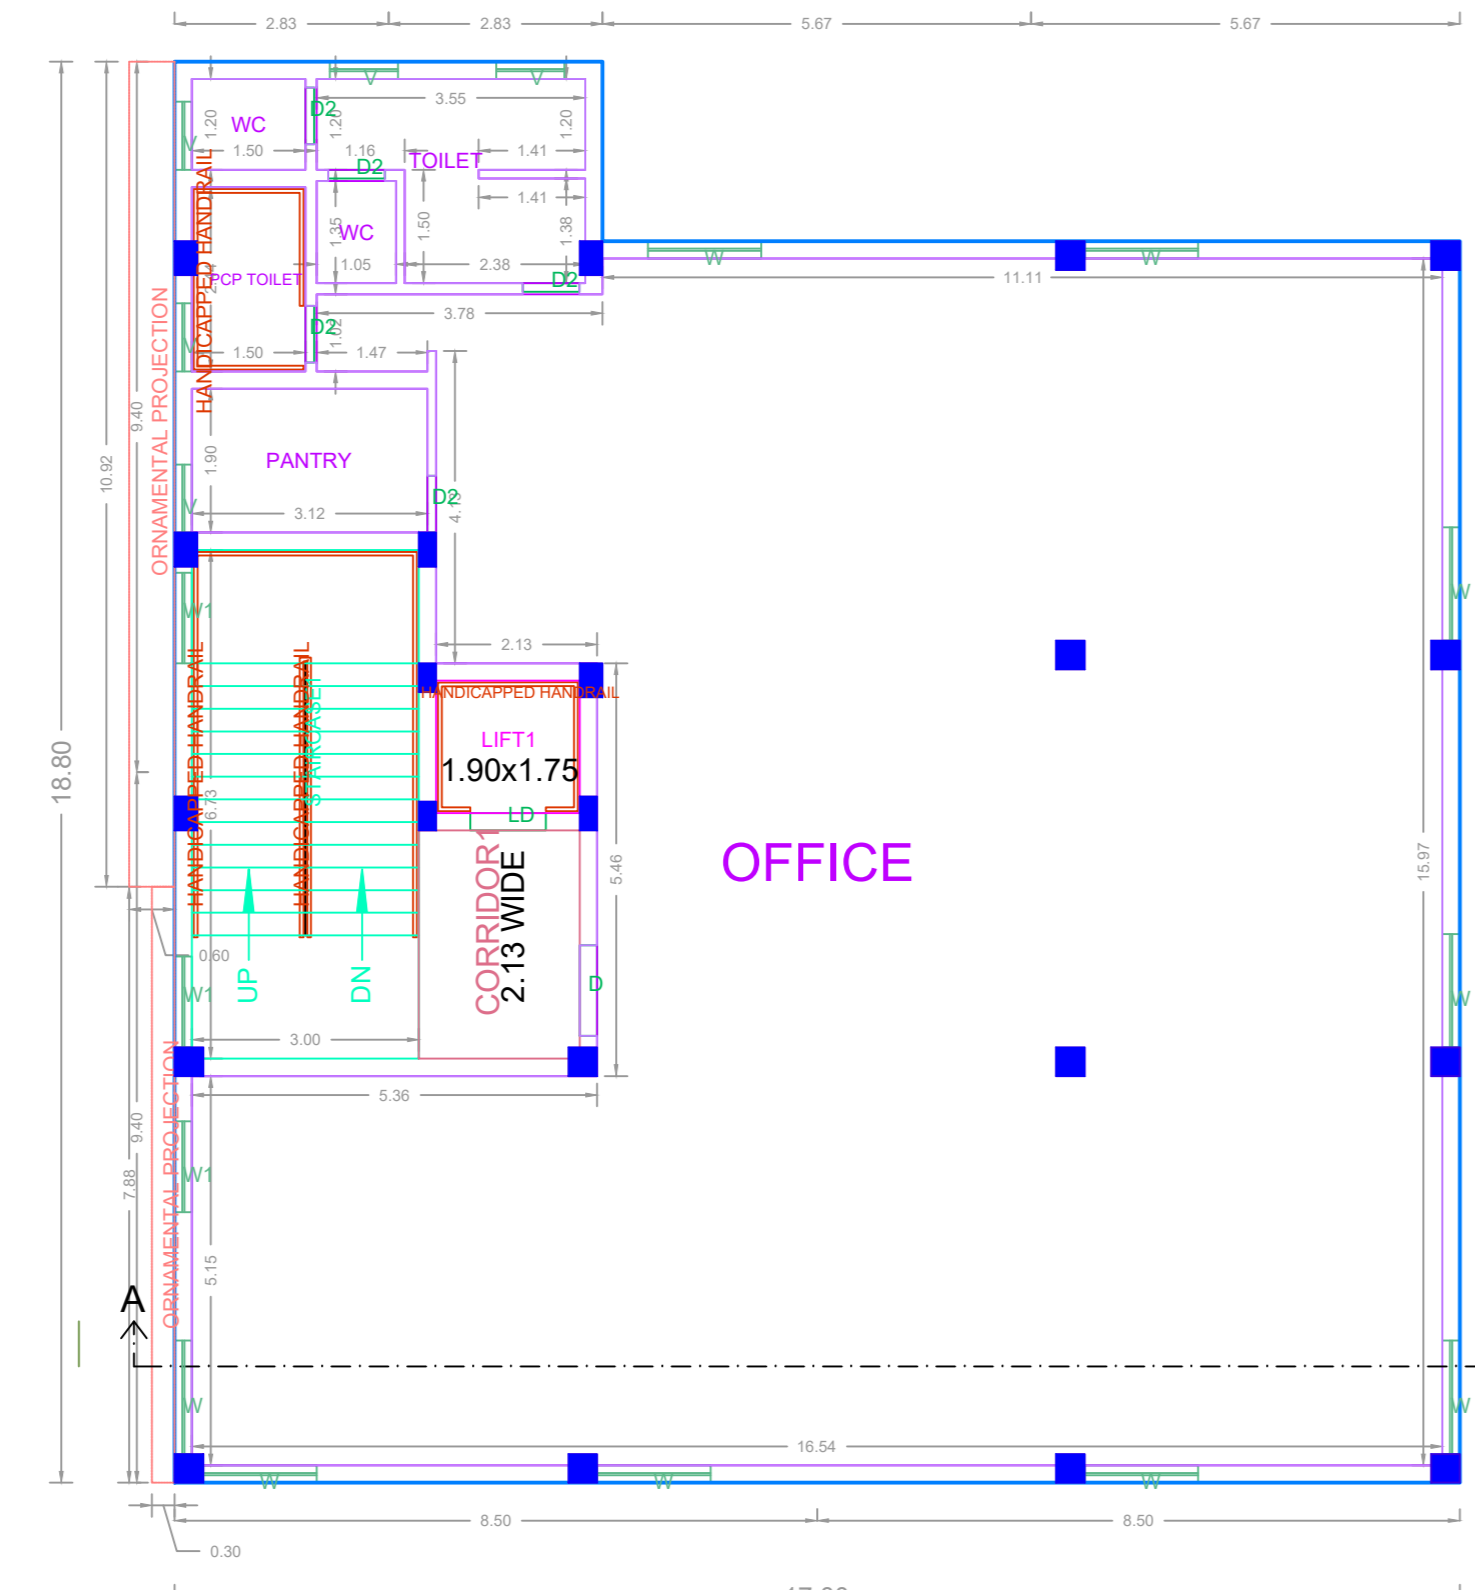 2.83
2.83
5.67
5.67
V
V
3.55
D2
1.20
1.20
1.20
WC
V
1.50
1.16
1.41
TOILET
D2
HANDICAPPED HANDRAIL
1.41
1.35
WC
1.50
1.38
1.05
2.38
W
W
PCP TOILET
D2
11.11
3.78
D2
1.02
V
1.50
1.47
ORNAMENTAL PROJECTION
9.40
10.92
PANTRY
1.90
D2
V
3.12
W1
W
2.13
HANDICAPPED HANDRAIL
HANDICAPPED HANDRAIL
HANDICAPPED HANDRAIL
STAIRCASE1
LIFT1
1.90x1.75
18.80
6.73
LD
OFFICE
5.46
15.97
CORRIDOR1
2.13 WIDE
0.60
UP
DN
D
W1
W
3.00
5.36
ORNAMENTAL PROJECTION
9.40
7.88
W1
5.15
A
W
W
16.54
W
W
W
8.50
8.50
0.30